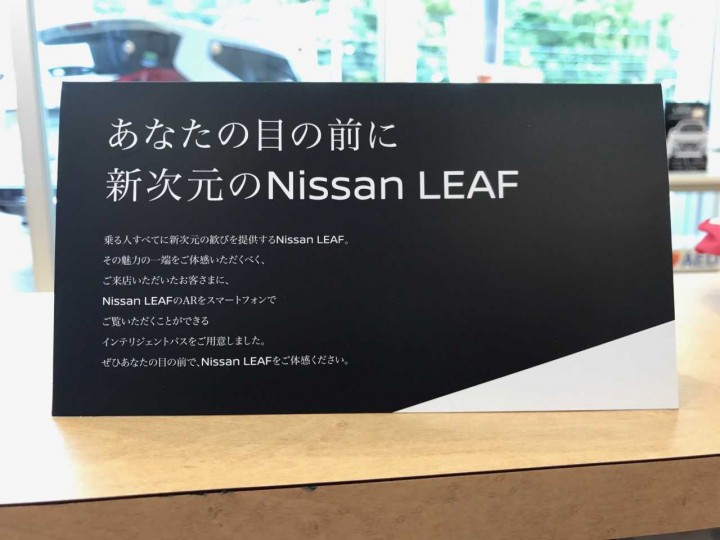 あなたの目の前に
新次元のNissan LEAF
乗る人すべてに新次元の歓びを提供するNissan LEAF。
その魅力の一端をご体感いただくべく、
ご来店いただいたお客さまに、
Nissan LEAFのARをスマートフォンで
ご覧いただくことができる
インテリジェントパスをご用意しました。
ぜひあなたの目の前で、Nissan LEAFをご体感ください。
AED